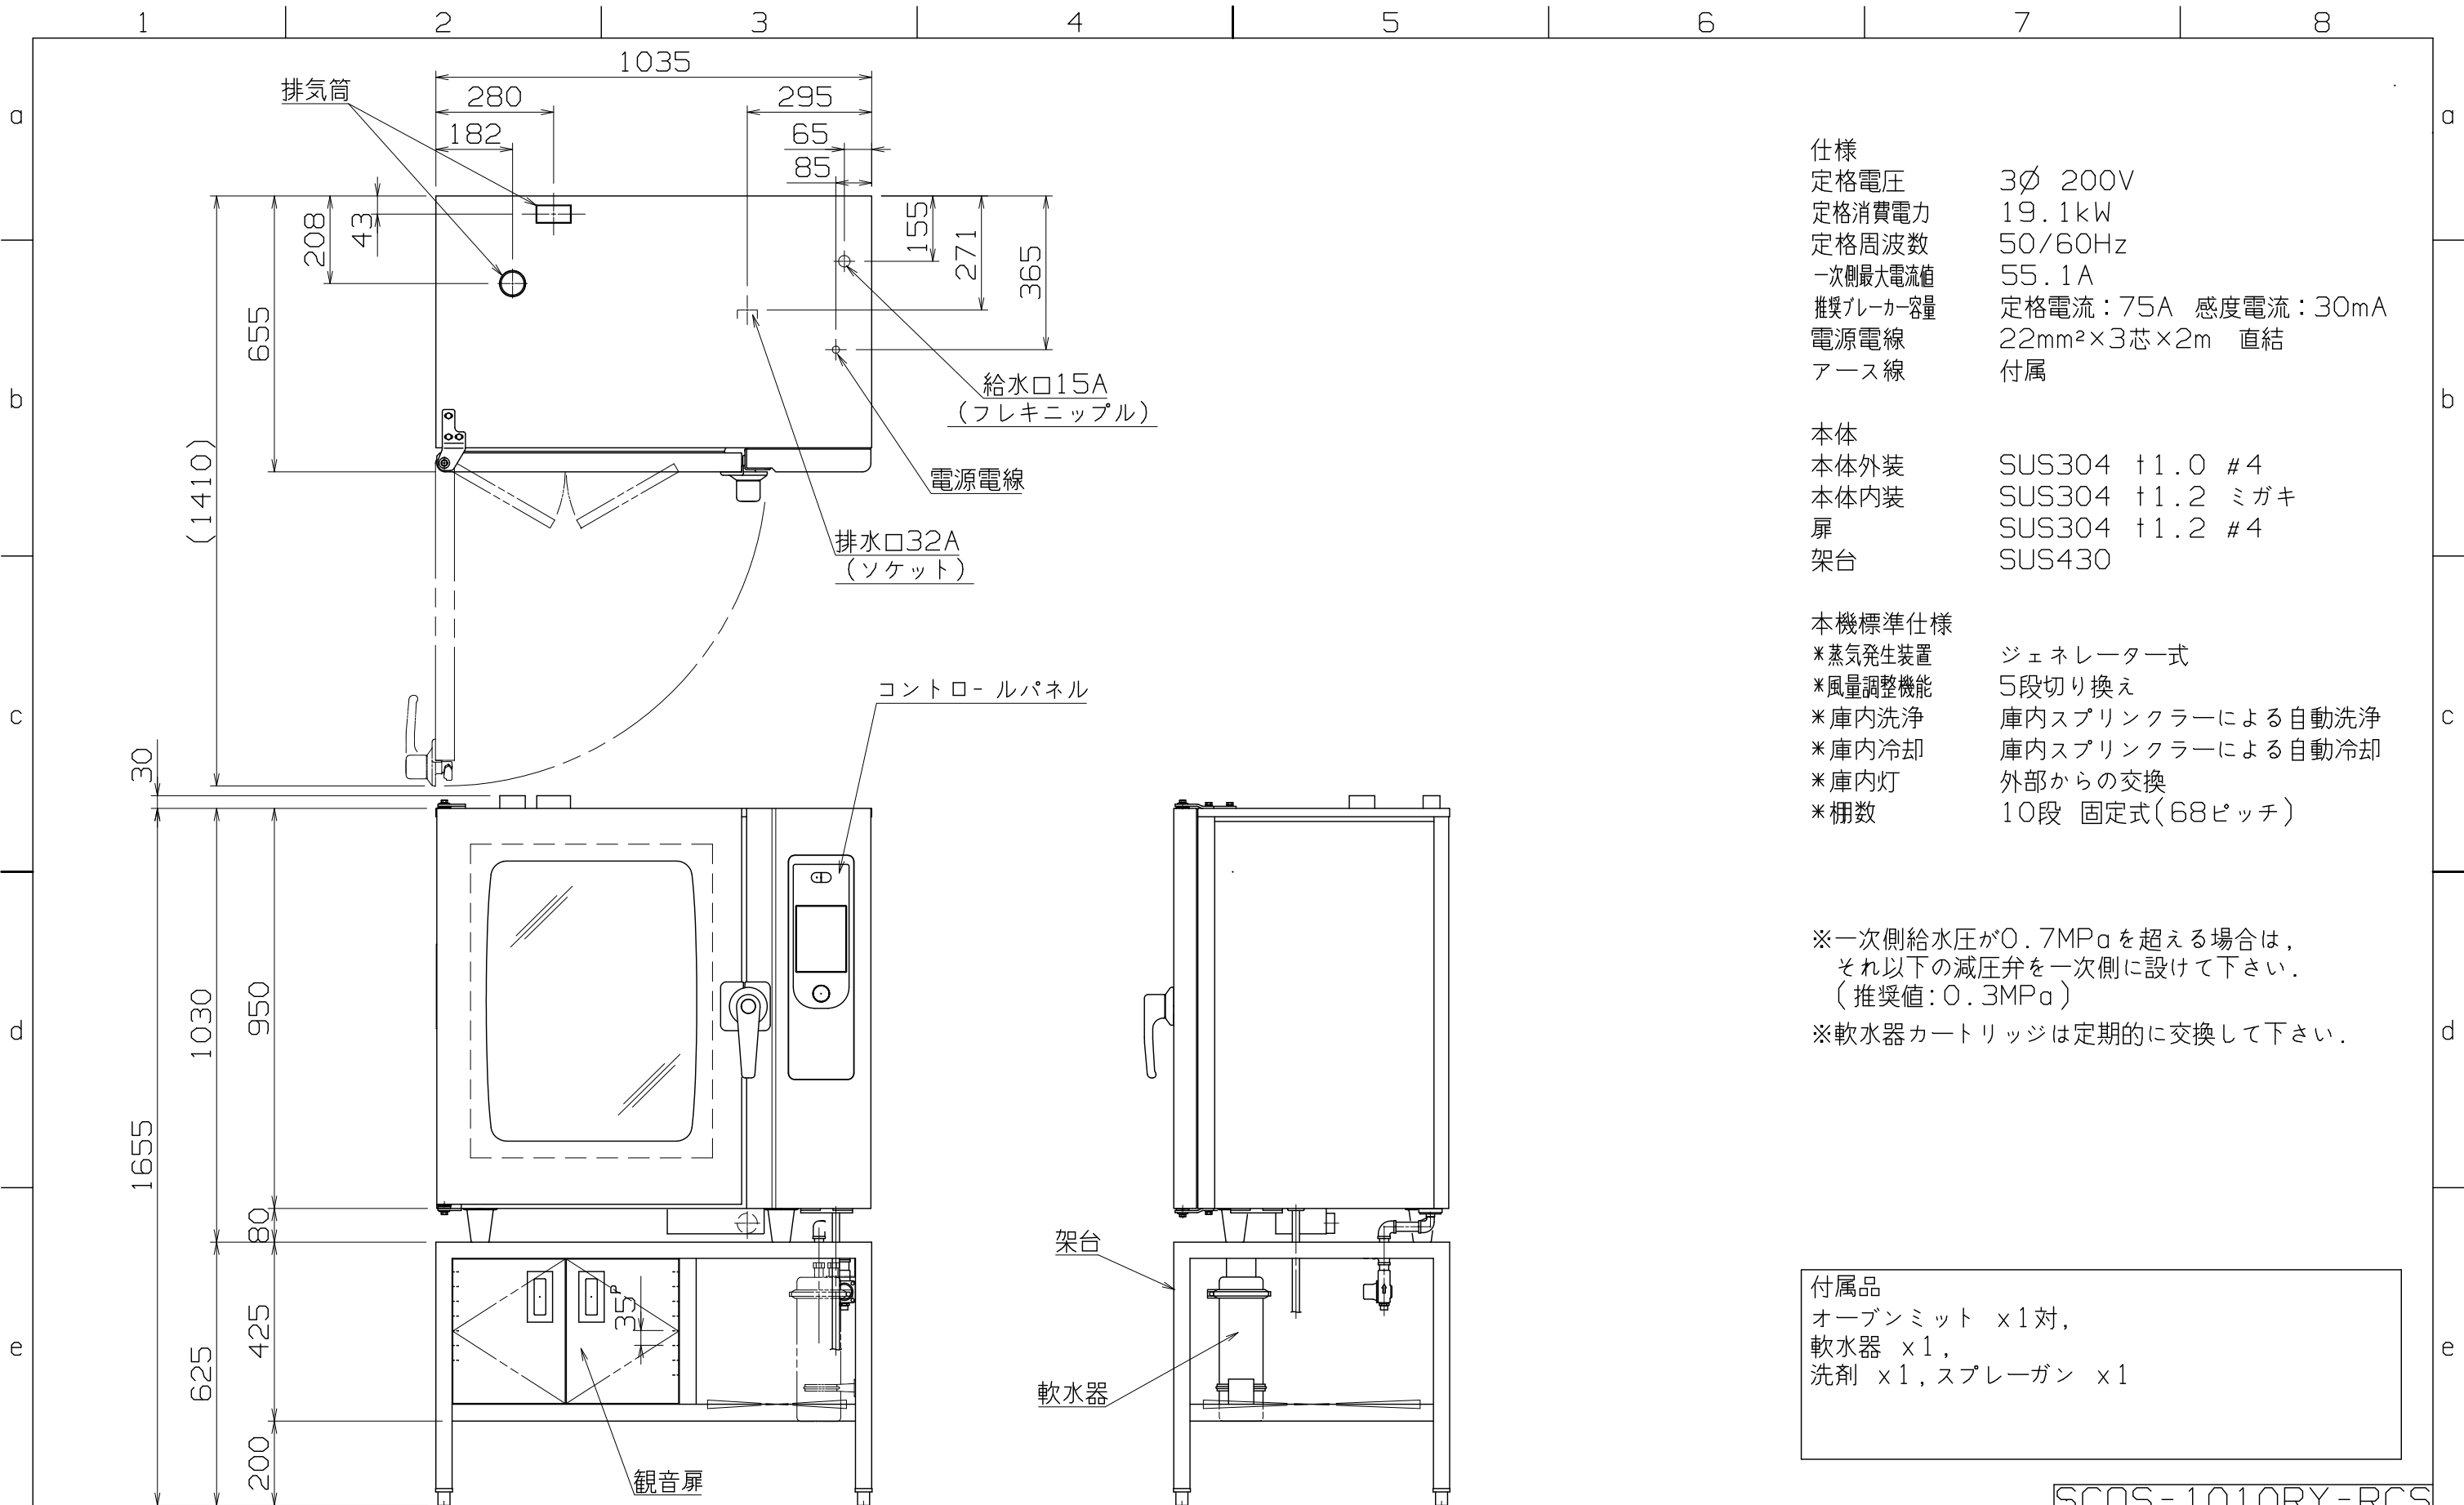 1 2 3 4 5 6 7 8
a
b
c
d
e
a
b
c
d
e
1035
排気筒
280
295
182
65
85
208
43
155
271
365
655
(1410)
給水口15A
(フレキニップル)
電源電線
排水口32A
(ソケット)
コントロ-ルパネル
30
1655
1030
950
80
625
425
200
35P
観音扉
架台
軟水器
仕様
定格電圧 3Ø 200V
定格消費電力 19.1kW
定格周波数 50/60Hz
一次側最大電流値 55.1A
推奨ブレーカー容量 定格電流:75A 感度電流:30mA
電源電線 22mm²×3芯×2m 直結
アース線 付属
本体
本体外装 SUS304 t1.0 #4
本体内装 SUS304 t1.2 ミガキ
扉 SUS304 t1.2 #4
架台 SUS430
本機標準仕様
*蒸気発生装置 ジェネレーター式
*風量調整機能 5段切り換え
*庫内洗浄 庫内スプリンクラーによる自動洗浄
*庫内冷却 庫内スプリンクラーによる自動冷却
*庫内灯 外部からの交換
*棚数 10段 固定式(68ピッチ)
※一次側給水圧が0.7MPaを超える場合は,
それ以下の減圧弁を一次側に設けて下さい.
(推奨値:0.3MPa)
※軟水器カートリッジは定期的に交換して下さい.
付属品
オーブンミット x1対,
軟水器 x1,
洗剤 x1,スプレーガン x1
SCOS-1010RY-RCS